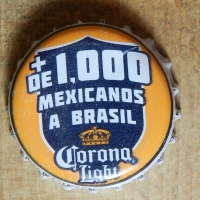 + DE 1,000
MEXICANOS
A BRASIL
Corona
Light